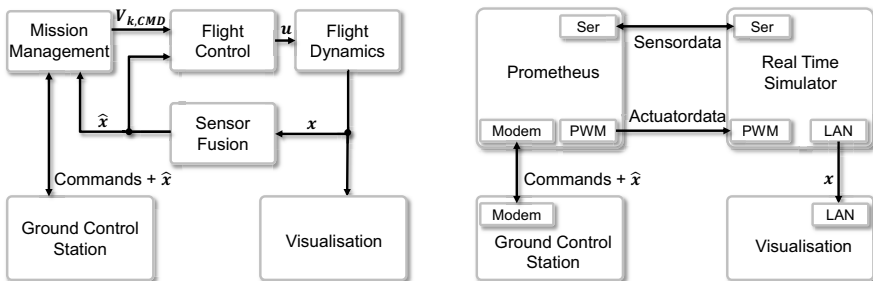 Mission
Management
V_{k,CMD}
Flight
Control
u
Flight
Dynamics
x̂
Sensor
Fusion
x
Commands + x̂
Ground Control
Station
Visualisation
Ser
Sensordata
Ser
Prometheus
Real Time
Simulator
Modem
PWM
Actuatordata
PWM
LAN
Commands + x̂
x
Modem
Ground Control
Station
LAN
Visualisation